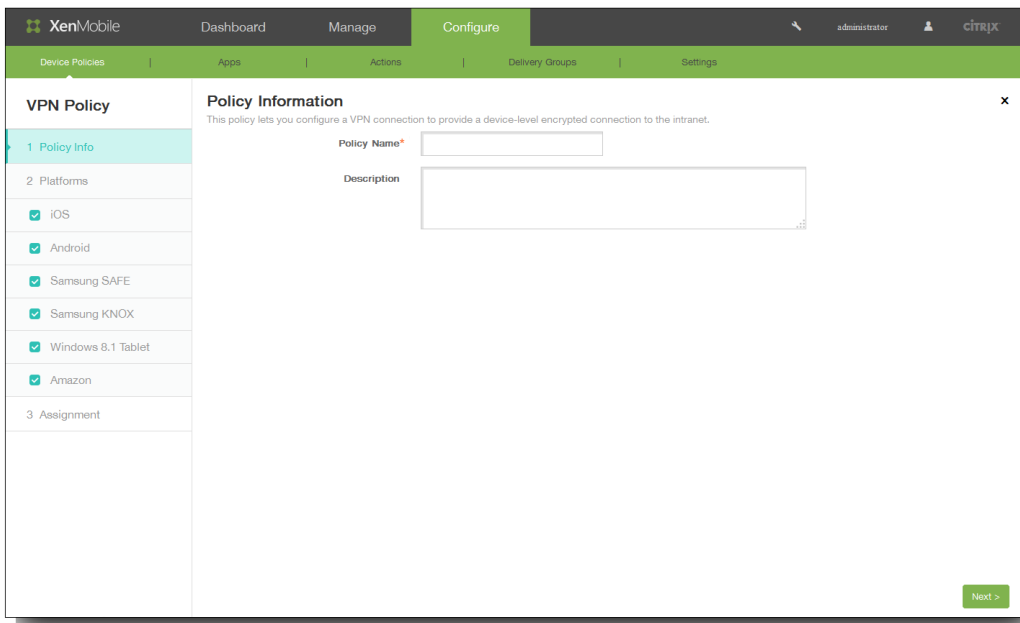 XenMobile Dashboard Manage Configure administrator CITRIX
Device Policies | Apps | Actions | Delivery Groups | Settings
VPN Policy
1 Policy Info
2 Platforms
iOS
Android
Samsung SAFE
Samsung KNOX
Windows 8.1 Tablet
Amazon
3 Assignment
Policy Information x
This policy lets you configure a VPN connection to provide a device-level encrypted connection to the intranet.
Policy Name*
Description
Next >